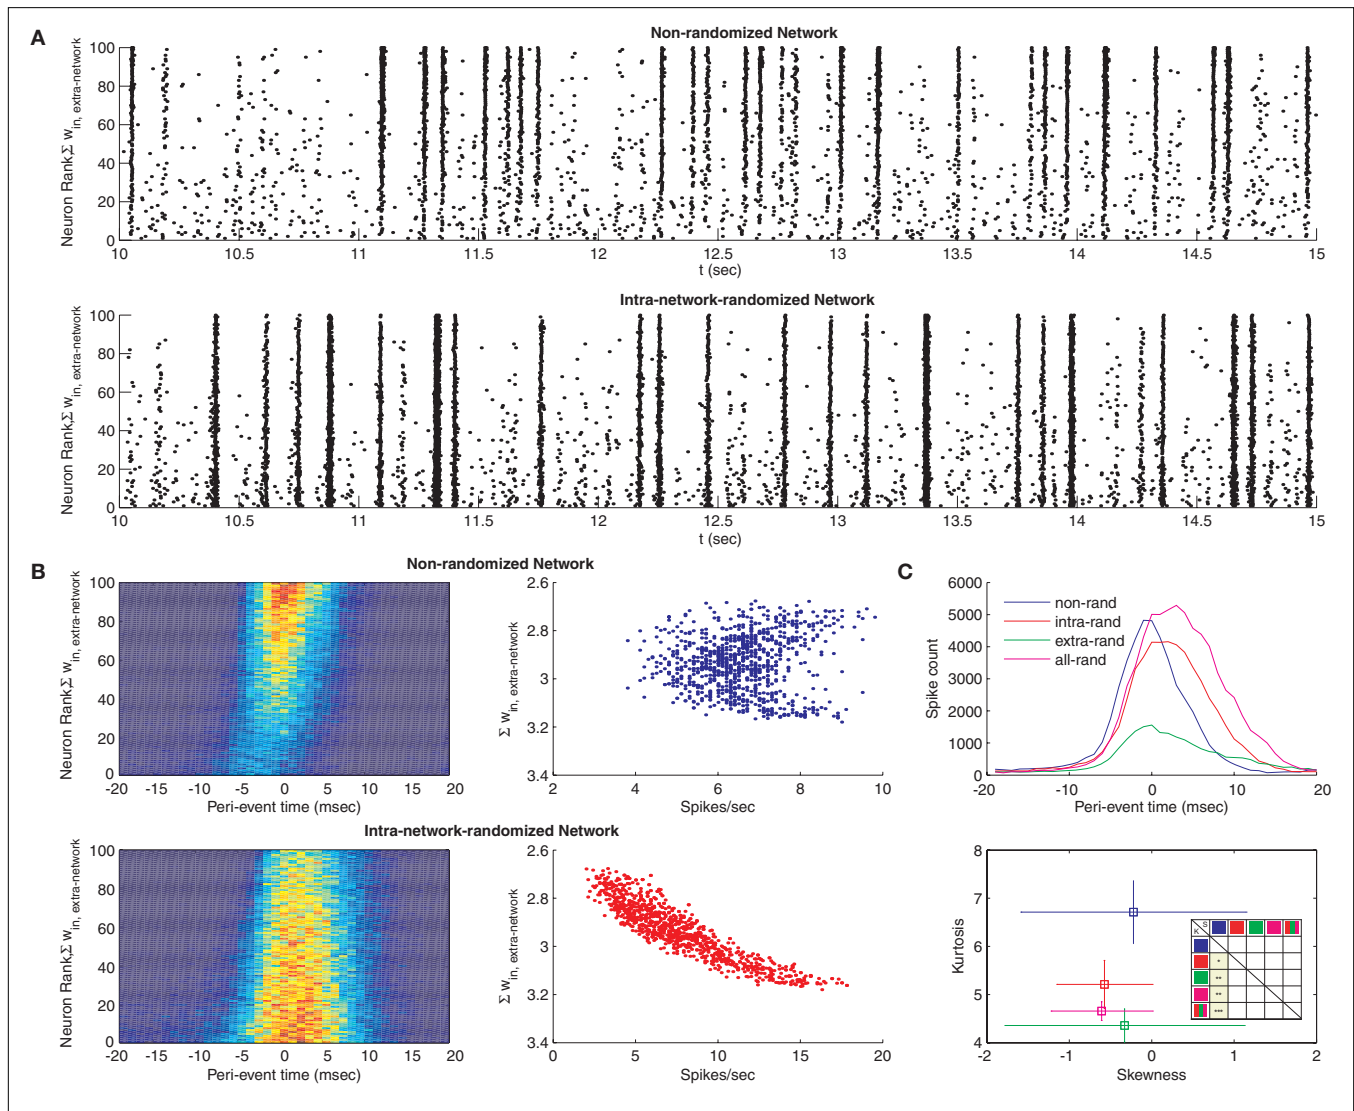 A
Non-randomized Network
Neuron Rank,Σ w in, extra-network
100
80
60
40
20
0
10 10.5 11 11.5 12 12.5 13 13.5 14 14.5 15
t (sec)
Intra-network-randomized Network
Neuron Rank,Σ w in, extra-network
100
80
60
40
20
0
10 10.5 11 11.5 12 12.5 13 13.5 14 14.5 15
t (sec)
B
Non-randomized Network
Neuron Rank,Σ w in, extra-network
100
80
60
40
20
0
-20 -15 -10 -5 0 5 10 15 20
Peri-event time (msec)
Σ w in, extra-network
2.6
2.8
3
3.2
3.4
2 4 6 8 10
Spikes/sec
Intra-network-randomized Network
Neuron Rank,Σ w in, extra-network
100
80
60
40
20
0
-20 -15 -10 -5 0 5 10 15 20
Peri-event time (msec)
Σ w in, extra-network
2.6
2.8
3
3.2
3.4
0 5 10 15 20
Spikes/sec
C
Spike count
6000
5000
4000
3000
2000
1000
0
non-rand
intra-rand
extra-rand
all-rand
-20 -10 0 10 20
Peri-event time (msec)
Kurtosis
8
7
6
5
4
S
K
*
**
**
***
-2 -1 0 1 2
Skewness